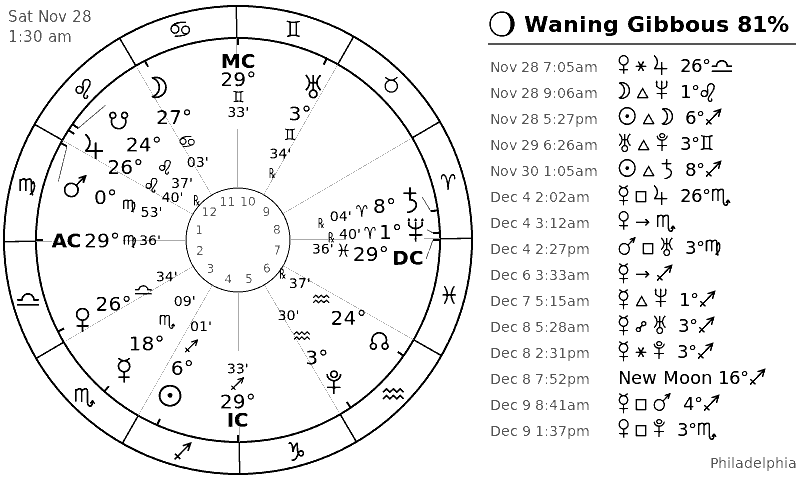 Sat Nov 28
1:30 am
♋ ♊
MC
29°
♊
33'
☽ 27° ♋ 03'
♅ 3° ♊ 34' ℞
♌ ♉
☋ 24° ♌ 37' ℞
♃ 26° ♌ 40'
♂ 0° ♍ 53'
♍ ♈
♄ 8° ♈ 04' ℞
♆ 1° ♈ 40' ℞
11 10
12 9
1 8
2 7
3 6
4 5
AC 29° ♍ 36'
36' ♓ 29° DC
♎ ♓
♀ 26° ♎ 34'
☿ 18° ♏ 09'
☉ 6° ♐ 01'
☊ 24° ♒ 37' ℞
♇ 3° ♒ 30'
33'
♐
29°
IC
♏ ♒
♐ ♑
Waning Gibbous 81%
Nov 28 7:05am ♀ ⚹ ♃ 26°♎
Nov 28 9:06am ☽ △ ♆ 1°♌
Nov 28 5:27pm ☉ △ ☽ 6°♐
Nov 29 6:26am ♅ △ ♇ 3°♊
Nov 30 1:05am ☉ △ ♄ 8°♐
Dec 4 2:02am ☿ □ ♃ 26°♏
Dec 4 3:12am ♀ → ♏
Dec 4 2:27pm ♂ □ ♅ 3°♍
Dec 6 3:33am ☿ → ♐
Dec 7 5:15am ☿ △ ♆ 1°♐
Dec 8 5:28am ☿ ☍ ♅ 3°♐
Dec 8 2:31pm ☿ ⚹ ♇ 3°♐
Dec 8 7:52pm New Moon 16°♐
Dec 9 8:41am ☿ □ ♂ 4°♐
Dec 9 1:37pm ♀ □ ♇ 3°♏
Philadelphia